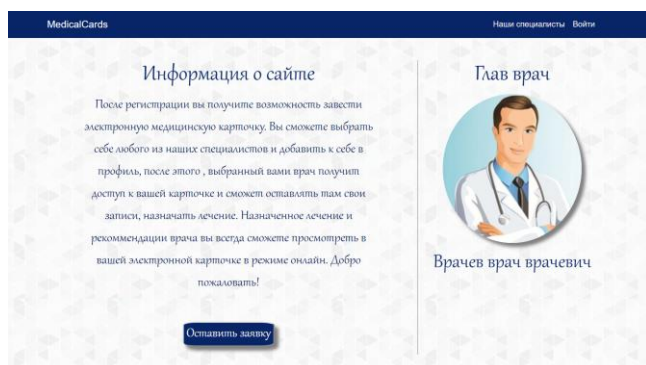 MedicalCards
Наши специалисты Войти
Информация о сайте
После регистрации вы получите возможность завести
электронную медицинскую карточку. Вы сможете выбрать
себе любого из наших специалистов и добавить к себе в
профиль, после этого , выбранный вами врач получит
доступ к вашей карточке и сможет оставлять там свои
записи, назначать лечение. Назначенное лечение и
рекоммендации врача вы всегда сможете просмотреть в
вашей электронной карточке в режиме онлайн. Добро
пожаловать!
Оставить заявку
Глав врач
Врачев врач врачевич